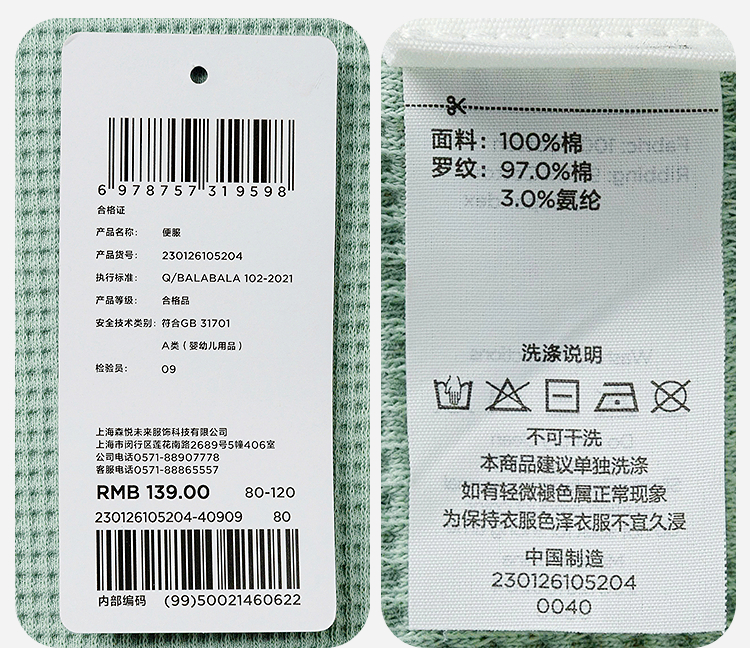 6 978757 319598
合格证
产品名称： 便服
产品货号： 230126105204
执行标准： Q/BALABALA 102-2021
产品等级： 合格品
安全技术类别： 符合GB 31701
A类（婴幼儿用品）
检验员： 09
上海森悦未来服饰科技有限公司
上海市闵行区莲花南路2689号5幢406室
公司电话0571-88907778
客服电话0571-88865557
RMB 139.00 80-120
230126105204-40909 80
内部编码 (99)50021460622
面料：100%棉
罗纹：97.0%棉
3.0%氨纶
洗涤说明
不可干洗
本商品建议单独洗涤
如有轻微褪色属正常现象
为保持衣服色泽衣服不宜久浸
中国制造
230126105204
0040